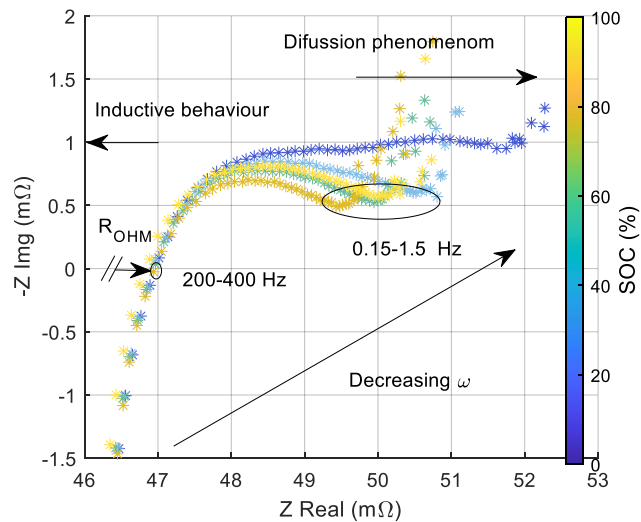 2
1.5
1
0.5
0
-0.5
-1
-1.5
-Z Img (mΩ)
46
47
48
49
50
51
52
53
Z Real (mΩ)
Difussion phenomenom
Inductive behaviour
R_OHM
200-400 Hz
0.15-1.5 Hz
Decreasing ω
100
80
60
40
20
0
SOC (%)